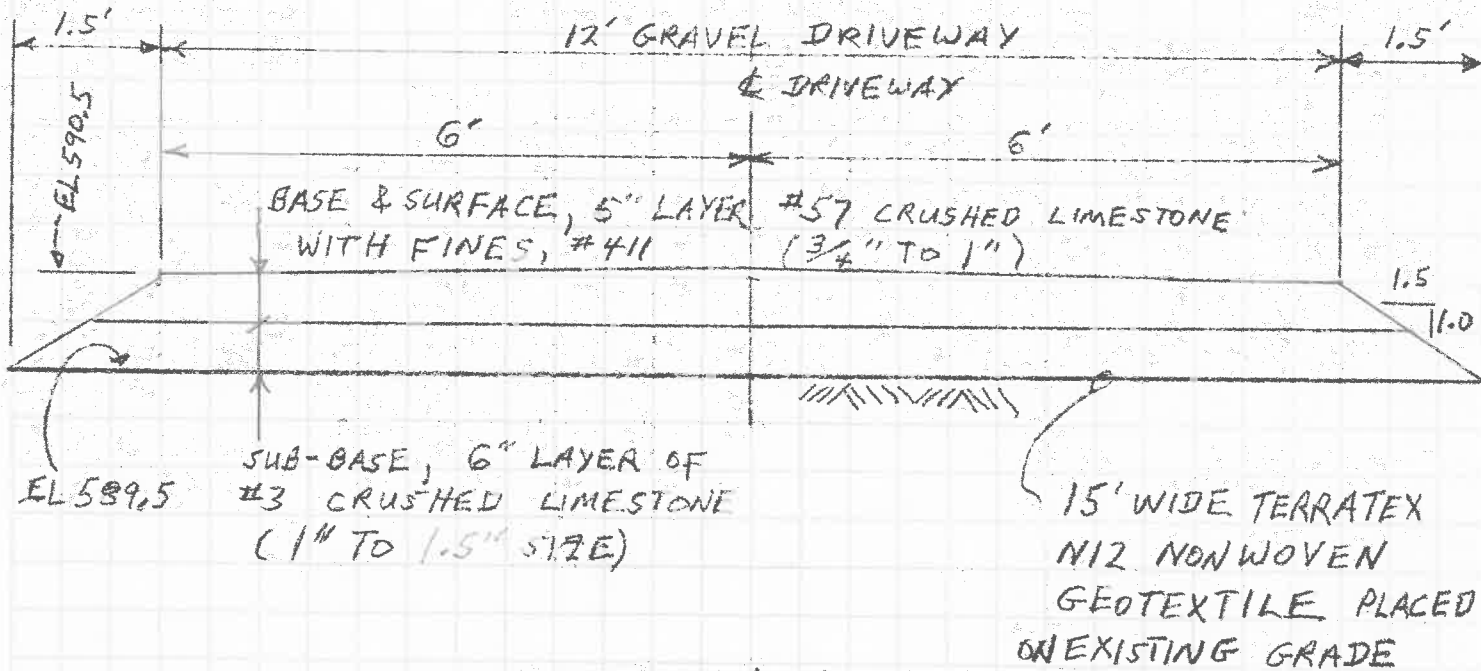 1.5'
12' GRAVEL DRIVEWAY
1.5'
℄ DRIVEWAY
EL 590.5
6'
6'
BASE & SURFACE, 5" LAYER
WITH FINES, #411
#57 CRUSHED LIMESTONE
(3/4" TO 1")
1.5
1.0
SUB-BASE, 6" LAYER OF
#3 CRUSHED LIMESTONE
(1" TO 1.5" SIZE)
EL 589.5
15' WIDE TERRATEX
N12 NONWOVEN
GEOTEXTILE PLACED
ON EXISTING GRADE